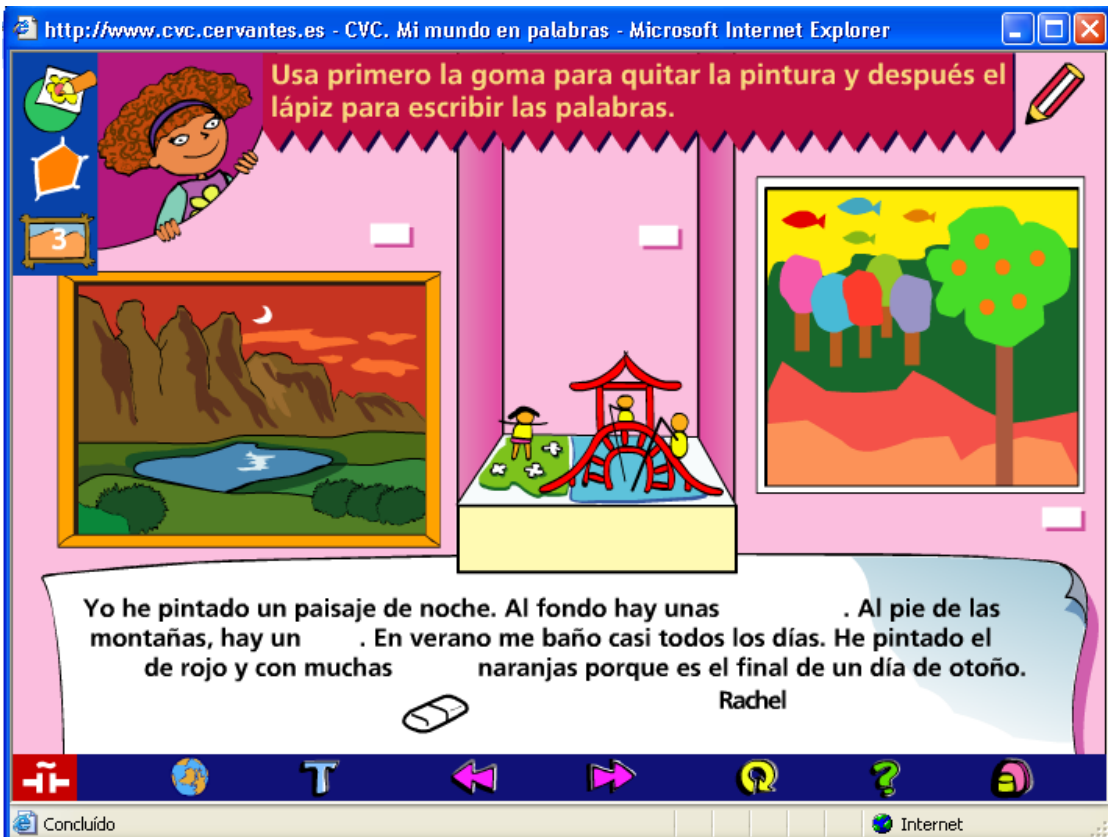 http://www.cvc.cervantes.es - CVC. Mi mundo en palabras - Microsoft Internet Explorer
Usa primero la goma para quitar la pintura y después el
lápiz para escribir las palabras.
3
Yo he pintado un paisaje de noche. Al fondo hay unas . Al pie de las
montañas, hay un . En verano me baño casi todos los días. He pintado el
de rojo y con muchas naranjas porque es el final de un día de otoño.
Rachel
T
?
Concluído
Internet